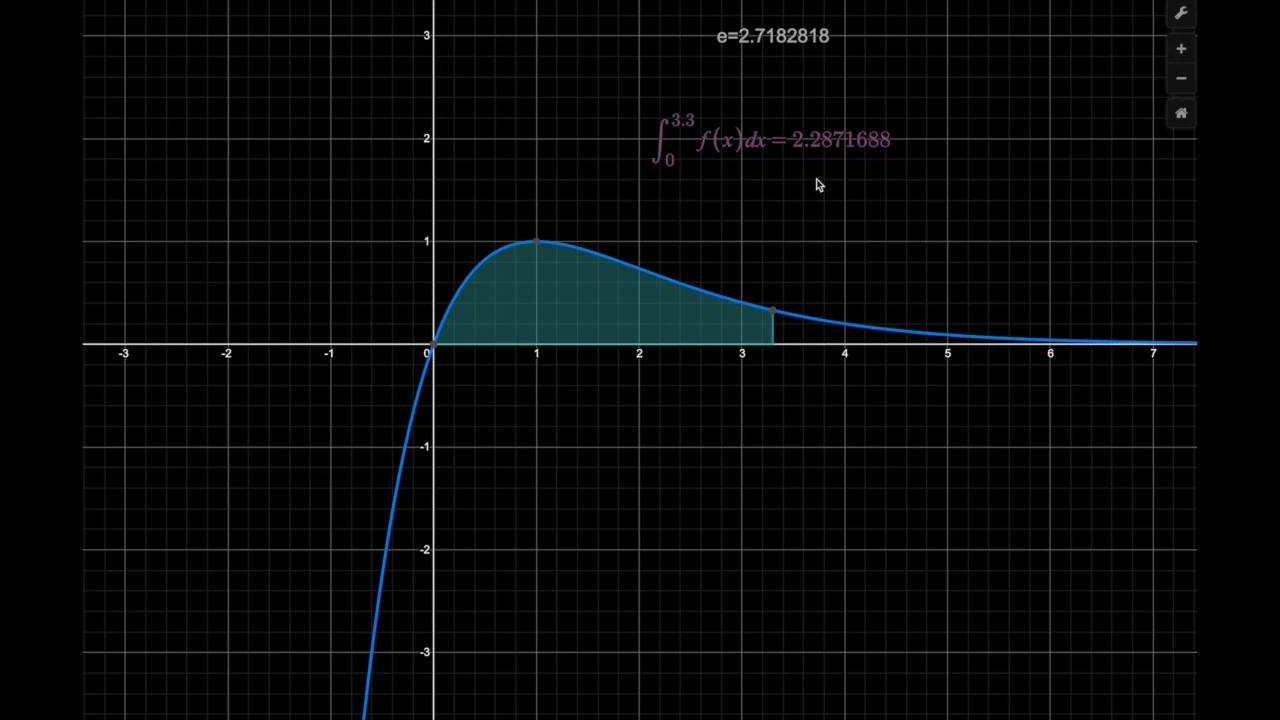 3
e=2.7182818
2
∫₀^3.3 f(x)dx = 2.2871688
1
-3 -2 -1 0 1 2 3 4 5 6 7
-1
-2
-3